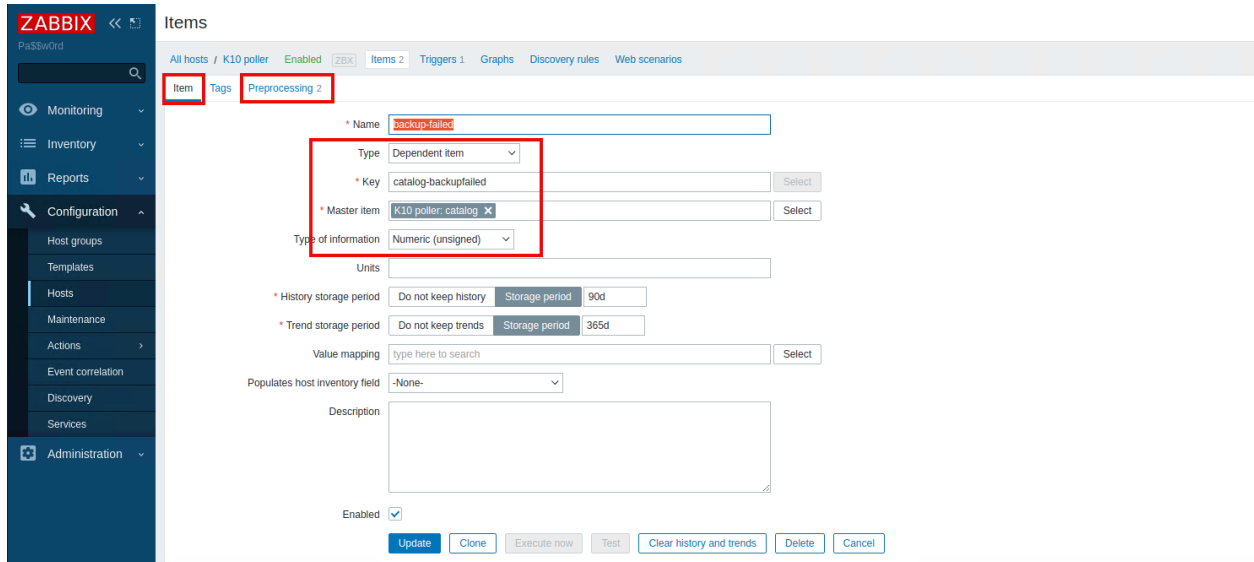 ZABBIX
Items
Pa$$w0rd
All hosts / K10 poller Enabled ZBX Items 2 Triggers 1 Graphs Discovery rules Web scenarios
Item Tags Preprocessing 2
Monitoring
Inventory
Reports
Configuration
Host groups
Templates
Hosts
Maintenance
Actions
Event correlation
Discovery
Services
Administration
* Name backup-failed
Type Dependent item
* Key catalog-backupfailed Select
* Master item K10 poller: catalog Select
Type of information Numeric (unsigned)
Units
* History storage period Do not keep history Storage period 90d
* Trend storage period Do not keep trends Storage period 365d
Value mapping type here to search Select
Populates host inventory field -None-
Description
Enabled
Update Clone Execute now Test Clear history and trends Delete Cancel